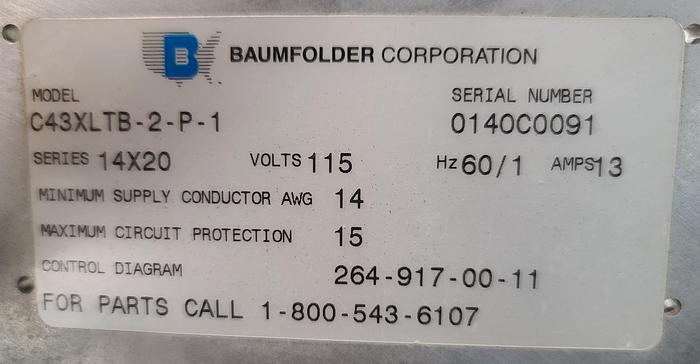 B BAUMFOLDER CORPORATION
MODEL SERIAL NUMBER
C43XLTB-2-P-1 0140C0091
SERIES 14X20 VOLTS 115 Hz 60/1 AMPS 13
MINIMUM SUPPLY CONDUCTOR AWG 14
MAXIMUM CIRCUIT PROTECTION 15
CONTROL DIAGRAM 264-917-00-11
FOR PARTS CALL 1-800-543-6107